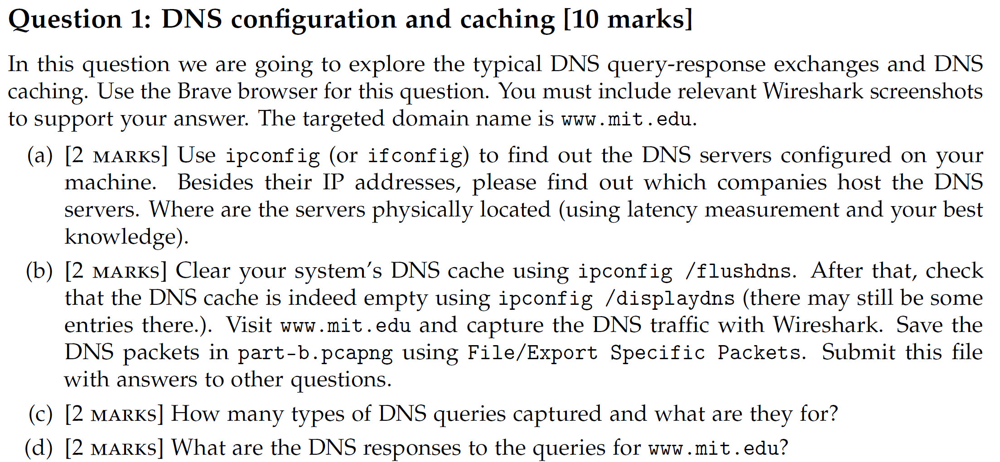 Question 1: DNS configuration and caching [10 marks]
In this question we are going to explore the typical DNS query-response exchanges and DNS
caching. Use the Brave browser for this question. You must include relevant Wireshark screenshots
to support your answer. The targeted domain name is www.mit.edu.
(a) [2 MARKS] Use ipconfig (or ifconfig) to find out the DNS servers configured on your
machine. Besides their IP addresses, please find out which companies host the DNS
servers. Where are the servers physically located (using latency measurement and your best
knowledge).
(b) [2 MARKS] Clear your system's DNS cache using ipconfig /flushdns. After that, check
that the DNS cache is indeed empty using ipconfig /displaydns (there may still be some
entries there.). Visit www.mit.edu and capture the DNS traffic with Wireshark. Save the
DNS packets in part-b.pcapng using File/Export Specific Packets. Submit this file
with answers to other questions.
(c) [2 MARKS] How many types of DNS queries captured and what are they for?
(d) [2 MARKS] What are the DNS responses to the queries for www.mit.edu?